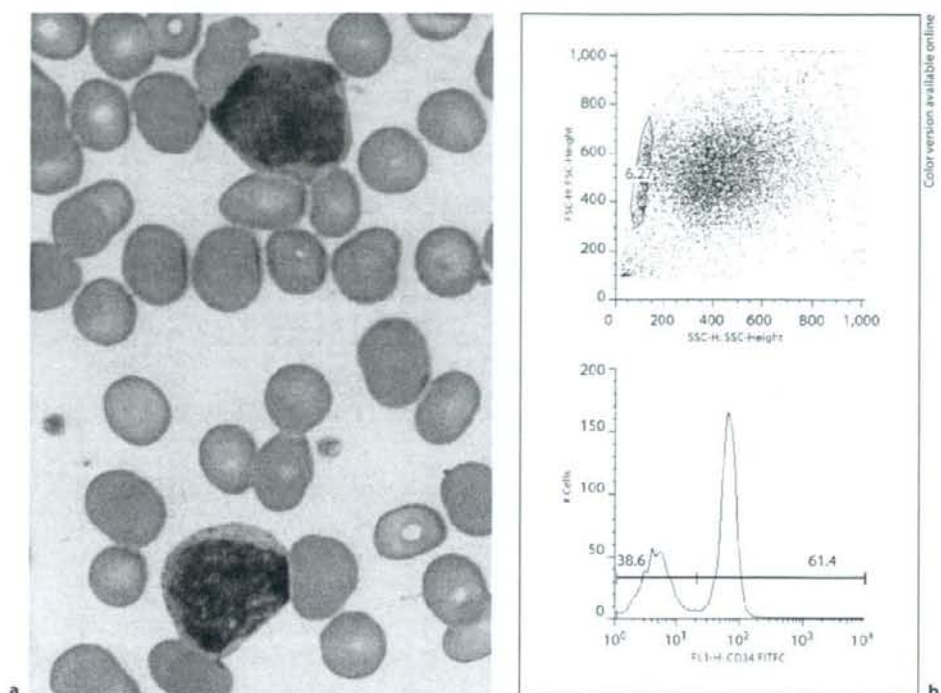 Color version available online
1,000
800
600
400
200
0
FSC-H: FSC-Height
6.27
0 200 400 600 800 1,000
SSC-H: SSC-Height
200
150
100
50
0
# Cells
38.6 61.4
10⁰ 10¹ 10² 10³ 10⁴
FL1-H: CD34 FITC
a b